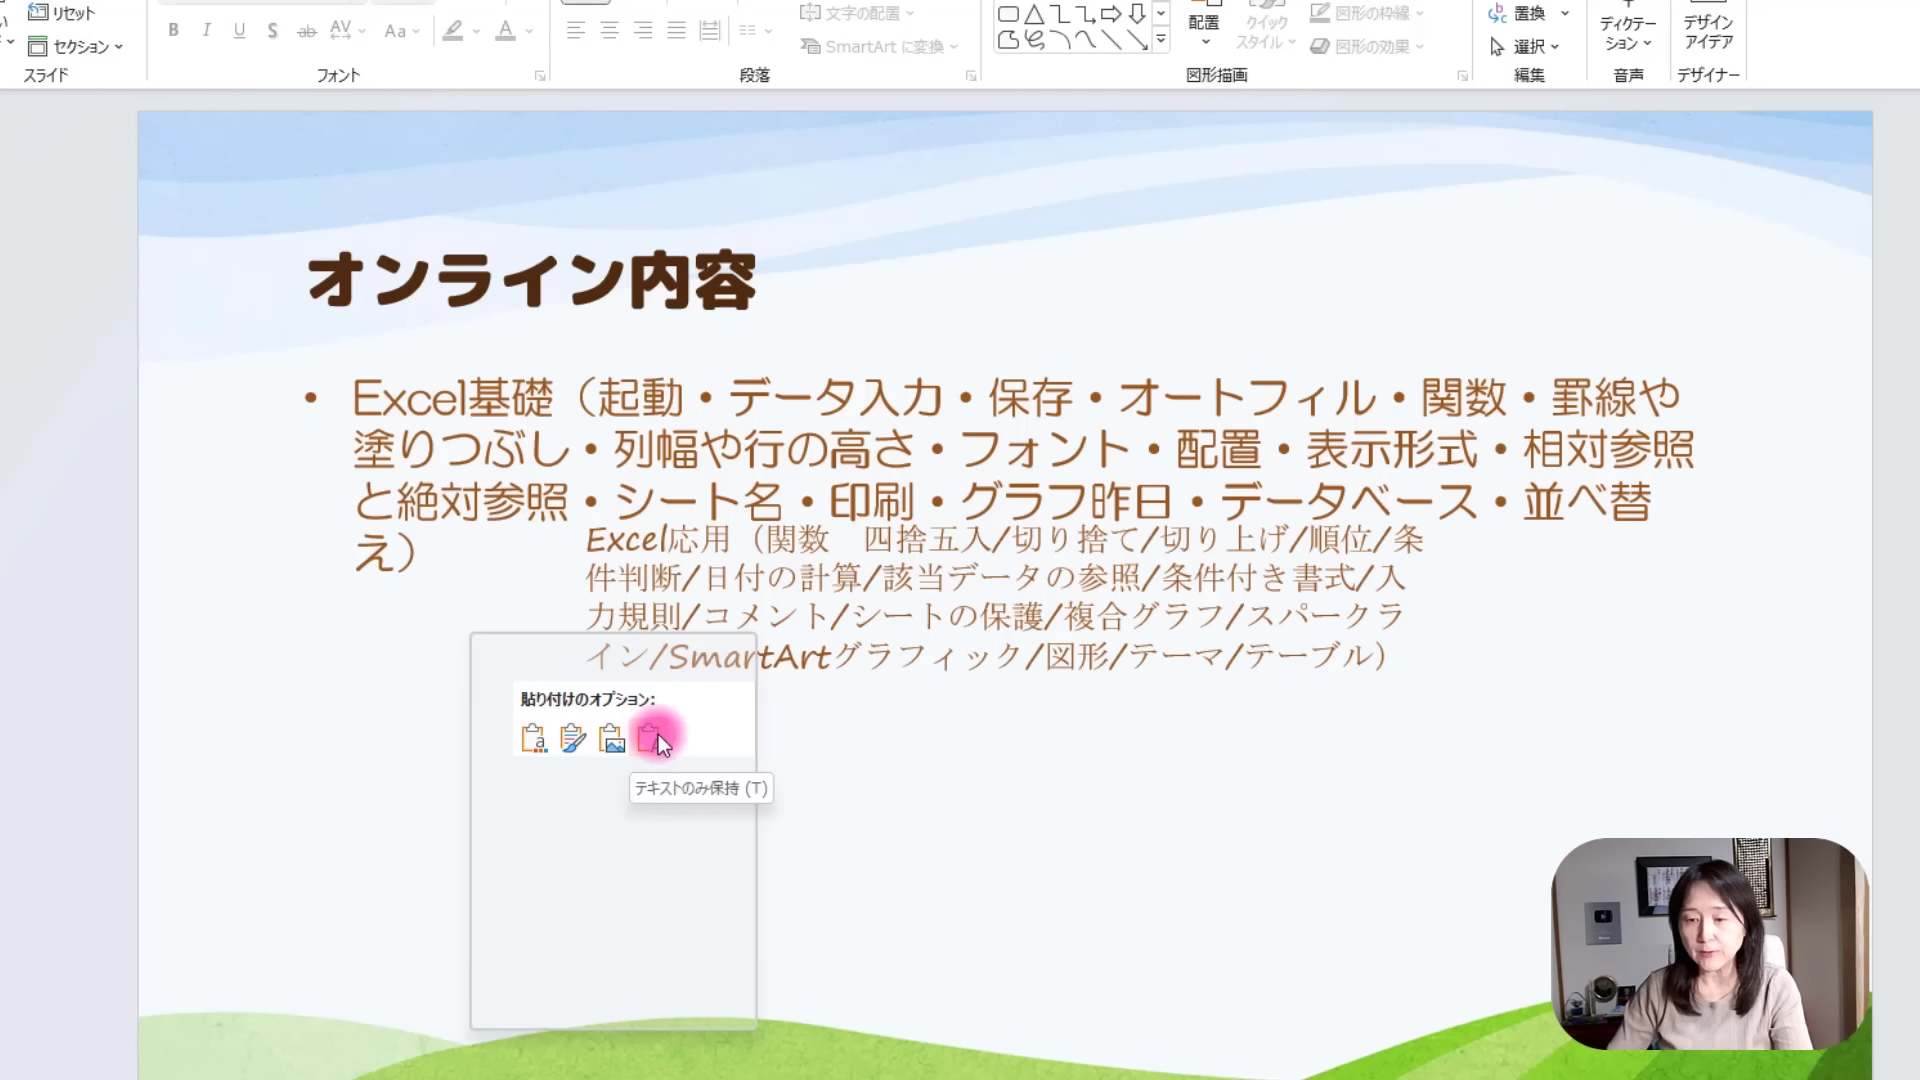 リセット
セクション
スライド
B I U S ab AV Aa A
フォント
文字の配置
SmartArt に変換
段落
配置
クイック
スタイル
図形の枠線
図形の効果
図形描画
置換
選択
編集
ディクテー
ション
音声
デザイン
アイデア
デザイナー
オンライン内容
• Excel基礎（起動・データ入力・保存・オートフィル・関数・罫線や
塗りつぶし・列幅や行の高さ・フォント・配置・表示形式・相対参照
と絶対参照・シート名・印刷・グラフ昨日・データベース・並べ替
え）
Excel応用（関数　四捨五入/切り捨て/切り上げ/順位/条
件判断/日付の計算/該当データの参照/条件付き書式/入
力規則/コメント/シートの保護/複合グラフ/スパークラ
イン/SmartArtグラフィック/図形/テーマ/テーブル）
貼り付けのオプション:
テキストのみ保持 (T)